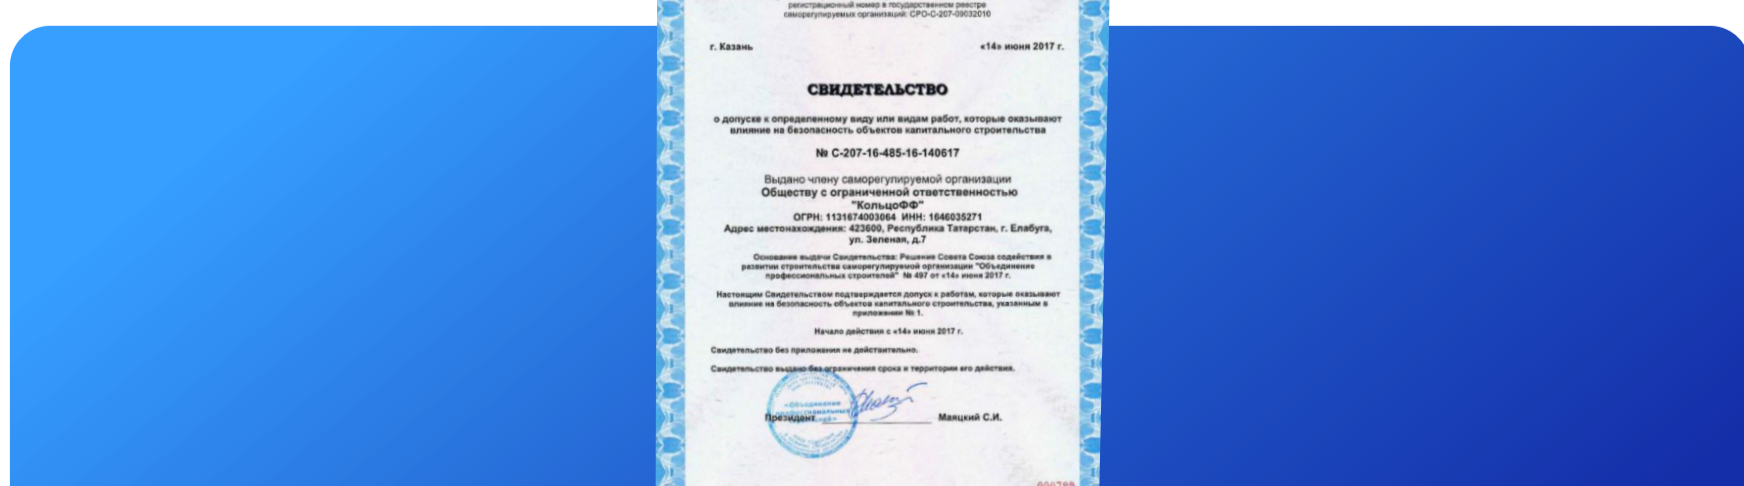 регистрационный номер в государственном реестре
саморегулируемых организаций: СРО-С-207-09032010
г. Казань «14» июня 2017 г.
СВИДЕТЕЛЬСТВО
о допуске к определенному виду или видам работ, которые оказывают
влияние на безопасность объектов капитального строительства
№ С-207-16-485-16-140617
Выдано члену саморегулируемой организации
Обществу с ограниченной ответственностью
"КольцоФФ"
ОГРН: 1131674003064 ИНН: 1646035271
Адрес местонахождения: 423600, Республика Татарстан, г. Елабуга,
ул. Зеленая, д.7
Основание выдачи Свидетельства: Решение Совета Союза содействия в
развитии строительства саморегулируемой организации "Объединение
профессиональных строителей" № 497 от «14» июня 2017 г.
Настоящим Свидетельством подтверждается допуск к работам, которые оказывают
влияние на безопасность объектов капитального строительства, указанным в
приложении № 1.
Начало действия с «14» июня 2017 г.
Свидетельство без приложения не действительно.
Свидетельство выдано без ограничения срока и территории его действия.
«Объединение
профессиональных
Президент Маяцкий С.И.